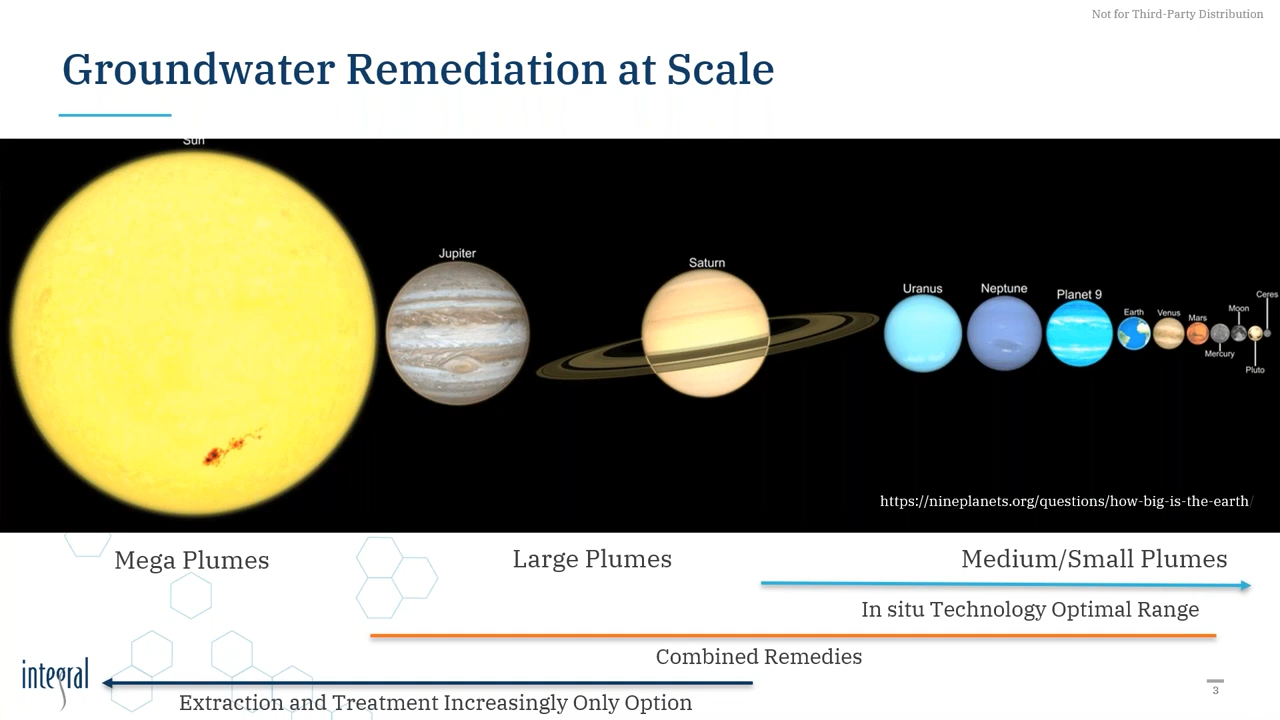 Not for Third-Party Distribution
Groundwater Remediation at Scale
Sun
Jupiter
Saturn
Uranus
Neptune
Planet 9
Earth
Venus
Mars
Mercury
Moon
Pluto
Ceres
https://nineplanets.org/questions/how-big-is-the-earth/
Mega Plumes
Large Plumes
Medium/Small Plumes
In situ Technology Optimal Range
Combined Remedies
Extraction and Treatment Increasingly Only Option
integral
3